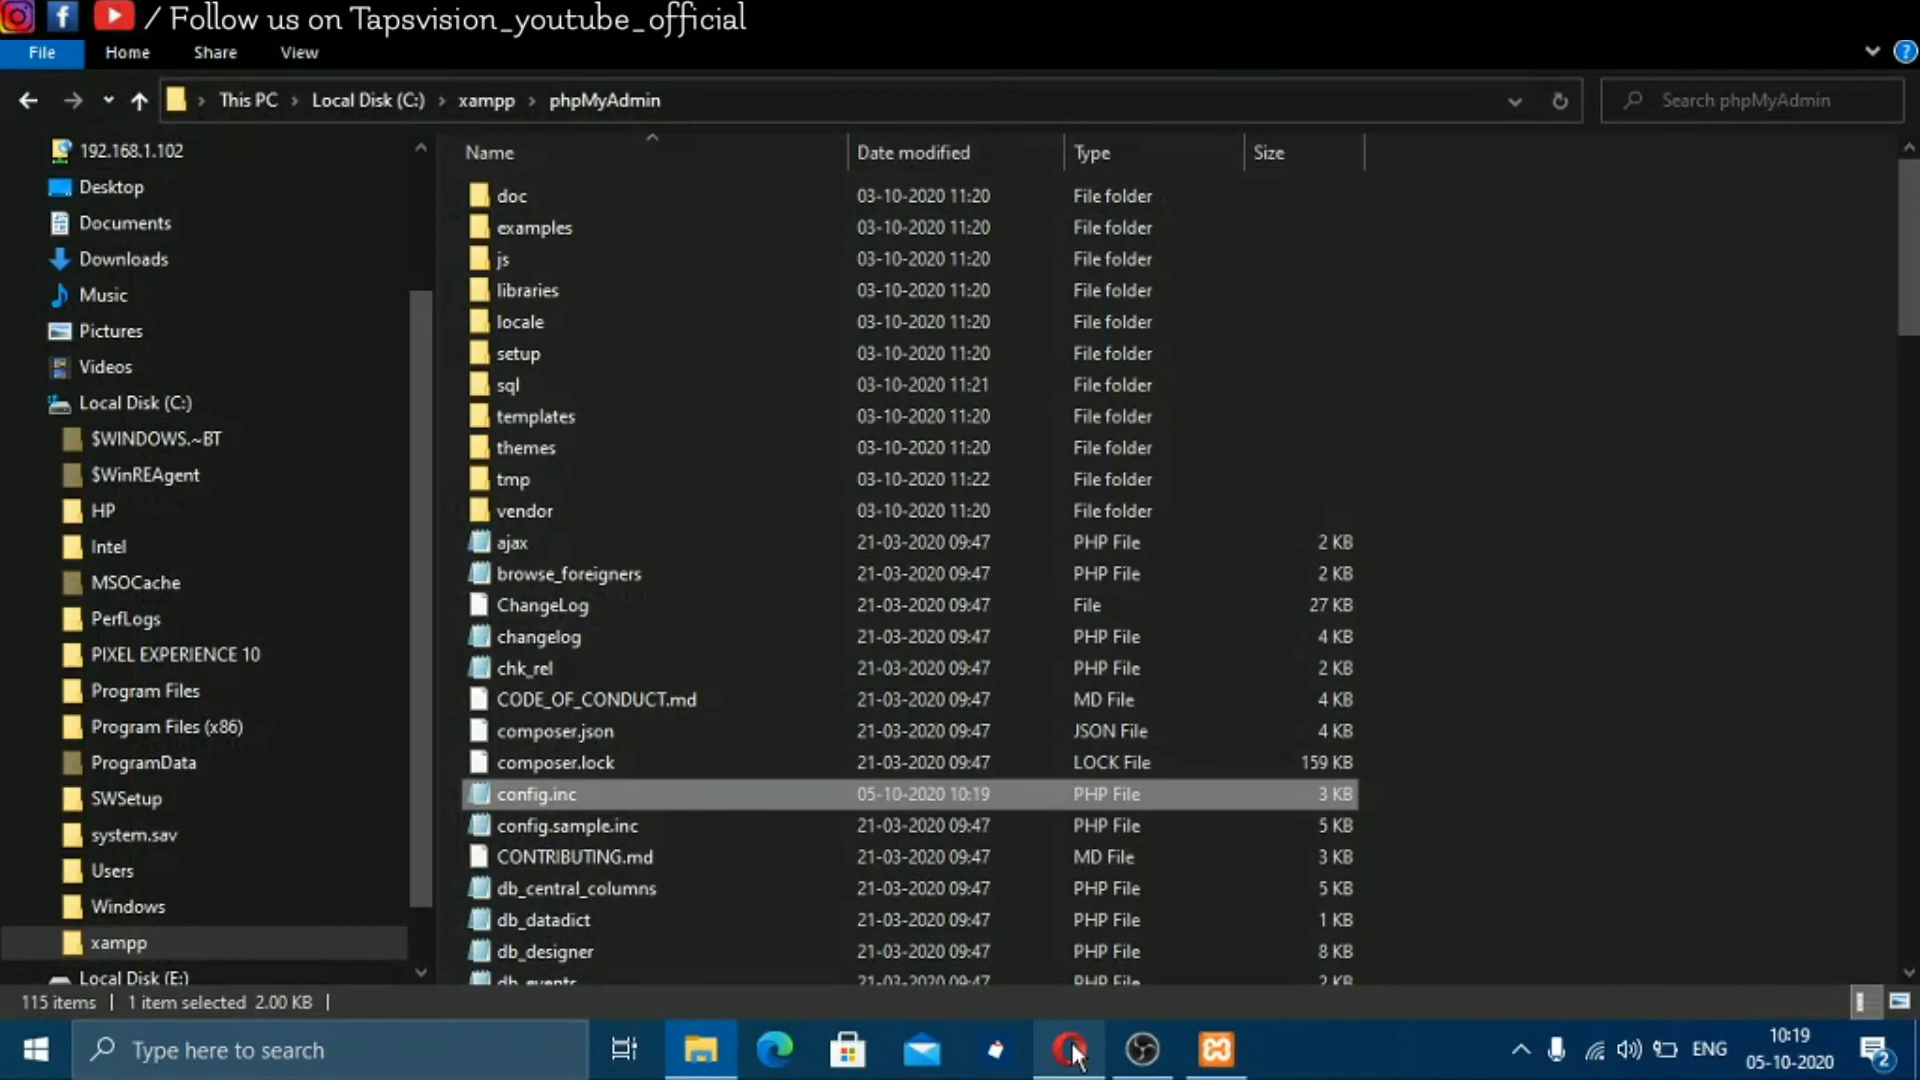 / Follow us on Tapsvision_youtube_official
File Home Share View
This PC Local Disk (C:) xampp phpMyAdmin Search phpMyAdmin
192.168.1.102
Desktop
Documents
Downloads
Music
Pictures
Videos
Local Disk (C:)
$WINDOWS.~BT
$WinREAgent
HP
Intel
MSOCache
PerfLogs
PIXEL EXPERIENCE 10
Program Files
Program Files (x86)
ProgramData
SWSetup
system.sav
Users
Windows
xampp
Local Disk (E:)
Name Date modified Type Size
doc 03-10-2020 11:20 File folder
examples 03-10-2020 11:20 File folder
js 03-10-2020 11:20 File folder
libraries 03-10-2020 11:20 File folder
locale 03-10-2020 11:20 File folder
setup 03-10-2020 11:20 File folder
sql 03-10-2020 11:21 File folder
templates 03-10-2020 11:20 File folder
themes 03-10-2020 11:20 File folder
tmp 03-10-2020 11:22 File folder
vendor 03-10-2020 11:20 File folder
ajax 21-03-2020 09:47 PHP File 2 KB
browse_foreigners 21-03-2020 09:47 PHP File 2 KB
ChangeLog 21-03-2020 09:47 File 27 KB
changelog 21-03-2020 09:47 PHP File 4 KB
chk_rel 21-03-2020 09:47 PHP File 2 KB
CODE_OF_CONDUCT.md 21-03-2020 09:47 MD File 4 KB
composer.json 21-03-2020 09:47 JSON File 4 KB
composer.lock 21-03-2020 09:47 LOCK File 159 KB
config.inc 05-10-2020 10:19 PHP File 3 KB
config.sample.inc 21-03-2020 09:47 PHP File 5 KB
CONTRIBUTING.md 21-03-2020 09:47 MD File 3 KB
db_central_columns 21-03-2020 09:47 PHP File 5 KB
db_datadict 21-03-2020 09:47 PHP File 1 KB
db_designer 21-03-2020 09:47 PHP File 8 KB
db_events 21-03-2020 09:47 PHP File 2 KB
115 items 1 item selected 2.00 KB
Type here to search
ENG
10:19
05-10-2020
2